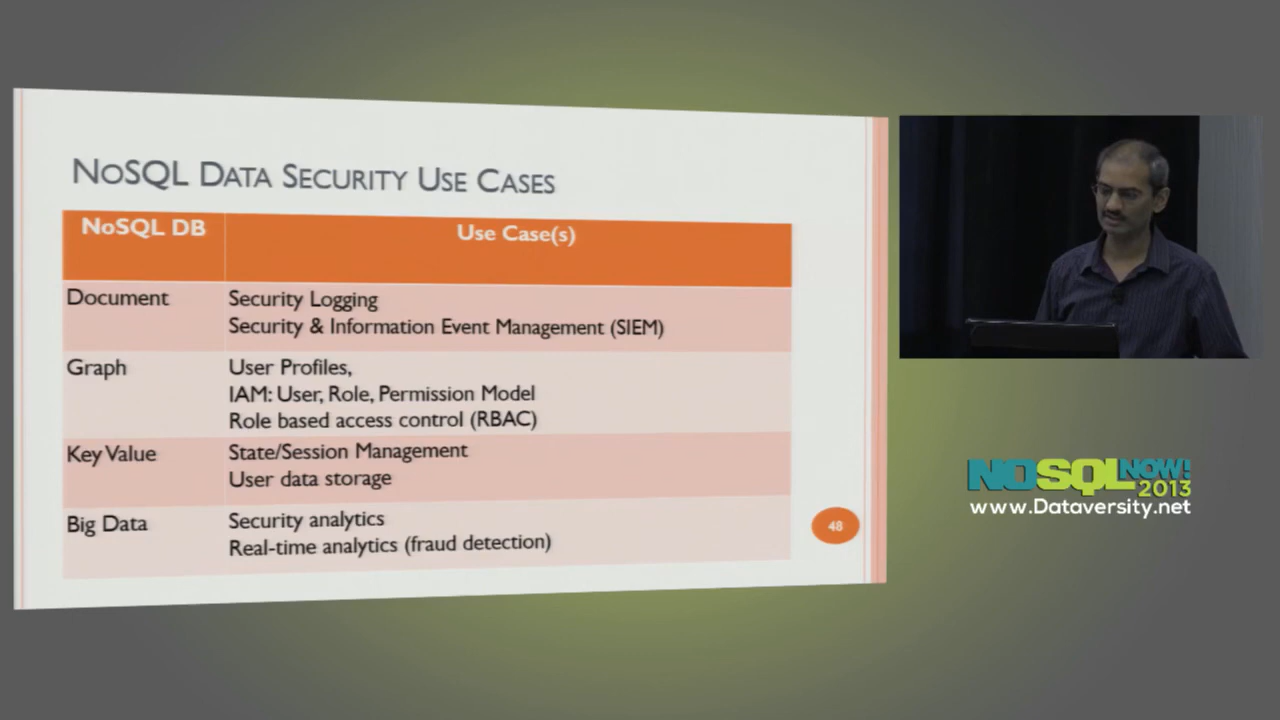 NoSQL Data Security Use Cases
NoSQL DB
Use Case(s)
Document
Security Logging
Security & Information Event Management (SIEM)
Graph
User Profiles,
IAM: User, Role, Permission Model
Role based access control (RBAC)
Key Value
State/Session Management
User data storage
Big Data
Security analytics
Real-time analytics (fraud detection)
48
NOSQLNOW!
2013
www.Dataversity.net